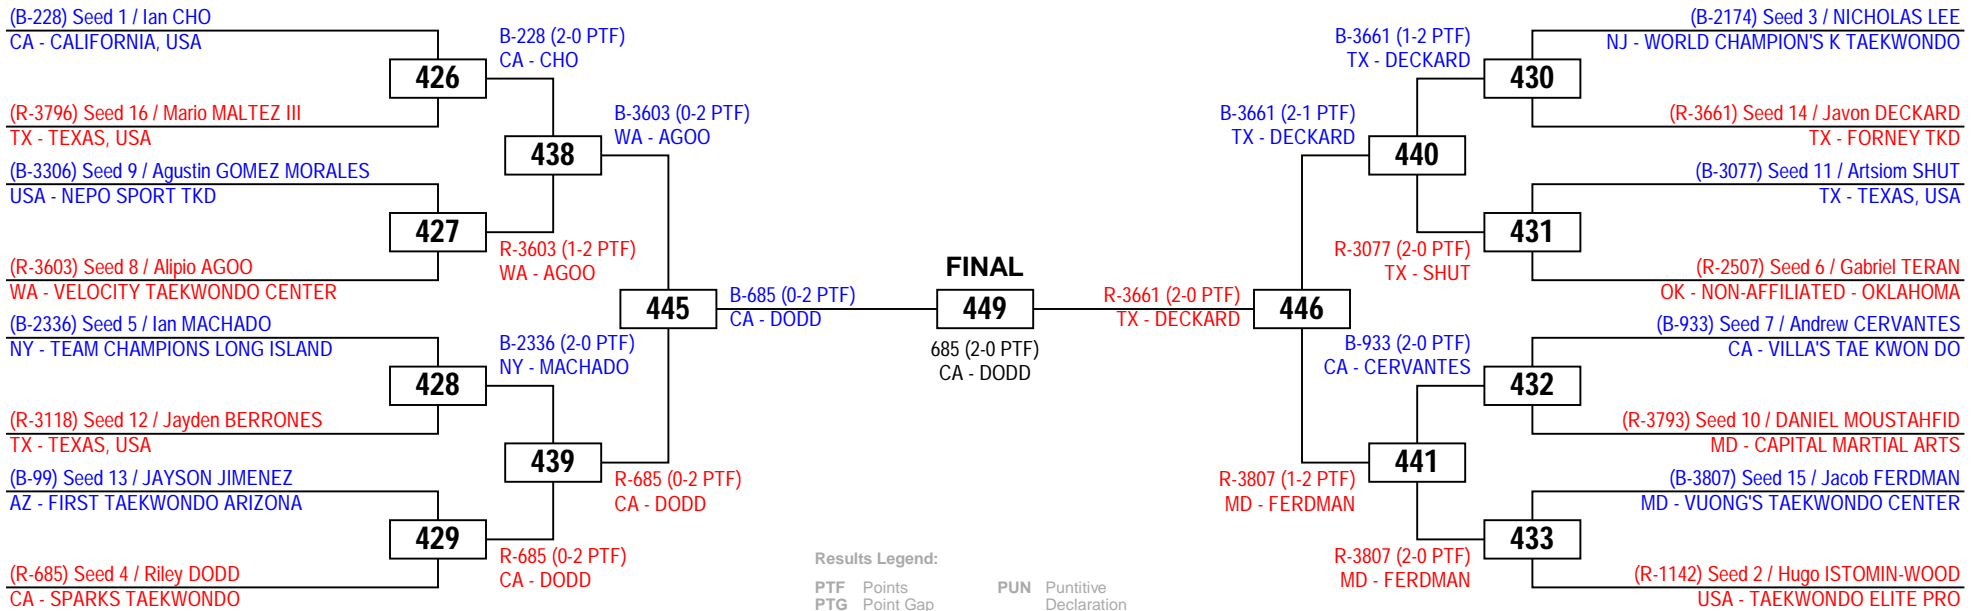 (B-228) Seed 1 / Ian CHO
CA - CALIFORNIA, USA
426
(R-3796) Seed 16 / Mario MALTEZ III
TX - TEXAS, USA
(B-3306) Seed 9 / Agustin GOMEZ MORALES
USA - NEPO SPORT TKD
427
(R-3603) Seed 8 / Alipio AGOO
WA - VELOCITY TAEKWONDO CENTER
(B-2336) Seed 5 / Ian MACHADO
NY - TEAM CHAMPIONS LONG ISLAND
428
(R-3118) Seed 12 / Jayden BERRONES
TX - TEXAS, USA
(B-99) Seed 13 / JAYSON JIMENEZ
AZ - FIRST TAEKWONDO ARIZONA
429
(R-685) Seed 4 / Riley DODD
CA - SPARKS TAEKWONDO
B-228 (2-0 PTF)
CA - CHO
438
R-3603 (1-2 PTF)
WA - AGOO
B-2336 (2-0 PTF)
NY - MACHADO
439
R-685 (0-2 PTF)
CA - DODD
B-3603 (0-2 PTF)
WA - AGOO
445
R-685 (0-2 PTF)
CA - DODD
B-685 (0-2 PTF)
CA - DODD
FINAL
449
685 (2-0 PTF)
CA - DODD
R-3661 (2-0 PTF)
TX - DECKARD
446
B-3661 (2-1 PTF)
TX - DECKARD
R-3807 (1-2 PTF)
MD - FERDMAN
B-3661 (1-2 PTF)
TX - DECKARD
440
R-3077 (2-0 PTF)
TX - SHUT
B-933 (2-0 PTF)
CA - CERVANTES
441
R-3807 (2-0 PTF)
MD - FERDMAN
(B-2174) Seed 3 / NICHOLAS LEE
NJ - WORLD CHAMPION'S K TAEKWONDO
430
(R-3661) Seed 14 / Javon DECKARD
TX - FORNEY TKD
(B-3077) Seed 11 / Artsiom SHUT
TX - TEXAS, USA
431
(R-2507) Seed 6 / Gabriel TERAN
OK - NON-AFFILIATED - OKLAHOMA
(B-933) Seed 7 / Andrew CERVANTES
CA - VILLA'S TAE KWON DO
432
(R-3793) Seed 10 / DANIEL MOUSTAHFID
MD - CAPITAL MARTIAL ARTS
(B-3807) Seed 15 / Jacob FERDMAN
MD - VUONG'S TAEKWONDO CENTER
433
(R-1142) Seed 2 / Hugo ISTOMIN-WOOD
USA - TAEKWONDO ELITE PRO
Results Legend:
PTF Points PUN Puntitive
PTG Point Gap Declaration